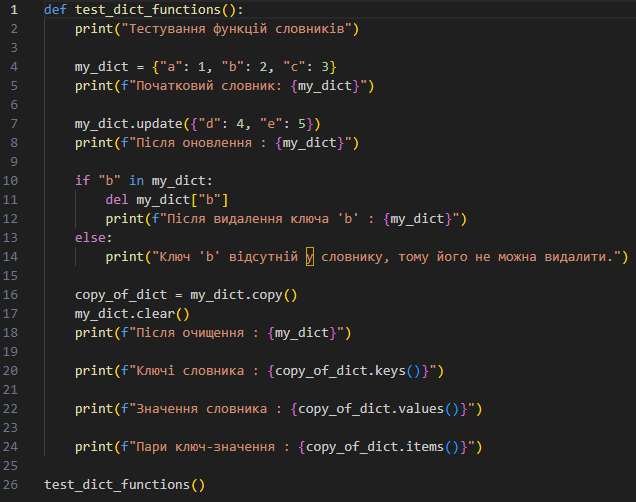 1 def test_dict_functions():
2     print("Тестування функцій словників")
3
4     my_dict = {"a": 1, "b": 2, "c": 3}
5     print(f"Початковий словник: {my_dict}")
6
7     my_dict.update({"d": 4, "e": 5})
8     print(f"Після оновлення : {my_dict}")
9
10     if "b" in my_dict:
11         del my_dict["b"]
12         print(f"Після видалення ключа 'b' : {my_dict}")
13     else:
14         print("Ключ 'b' відсутній у словнику, тому його не можна видалити.")
15
16     copy_of_dict = my_dict.copy()
17     my_dict.clear()
18     print(f"Після очищення : {my_dict}")
19
20     print(f"Ключі словника : {copy_of_dict.keys()}")
21
22     print(f"Значення словника : {copy_of_dict.values()}")
23
24     print(f"Пари ключ-значення : {copy_of_dict.items()}")
25
26 test_dict_functions()